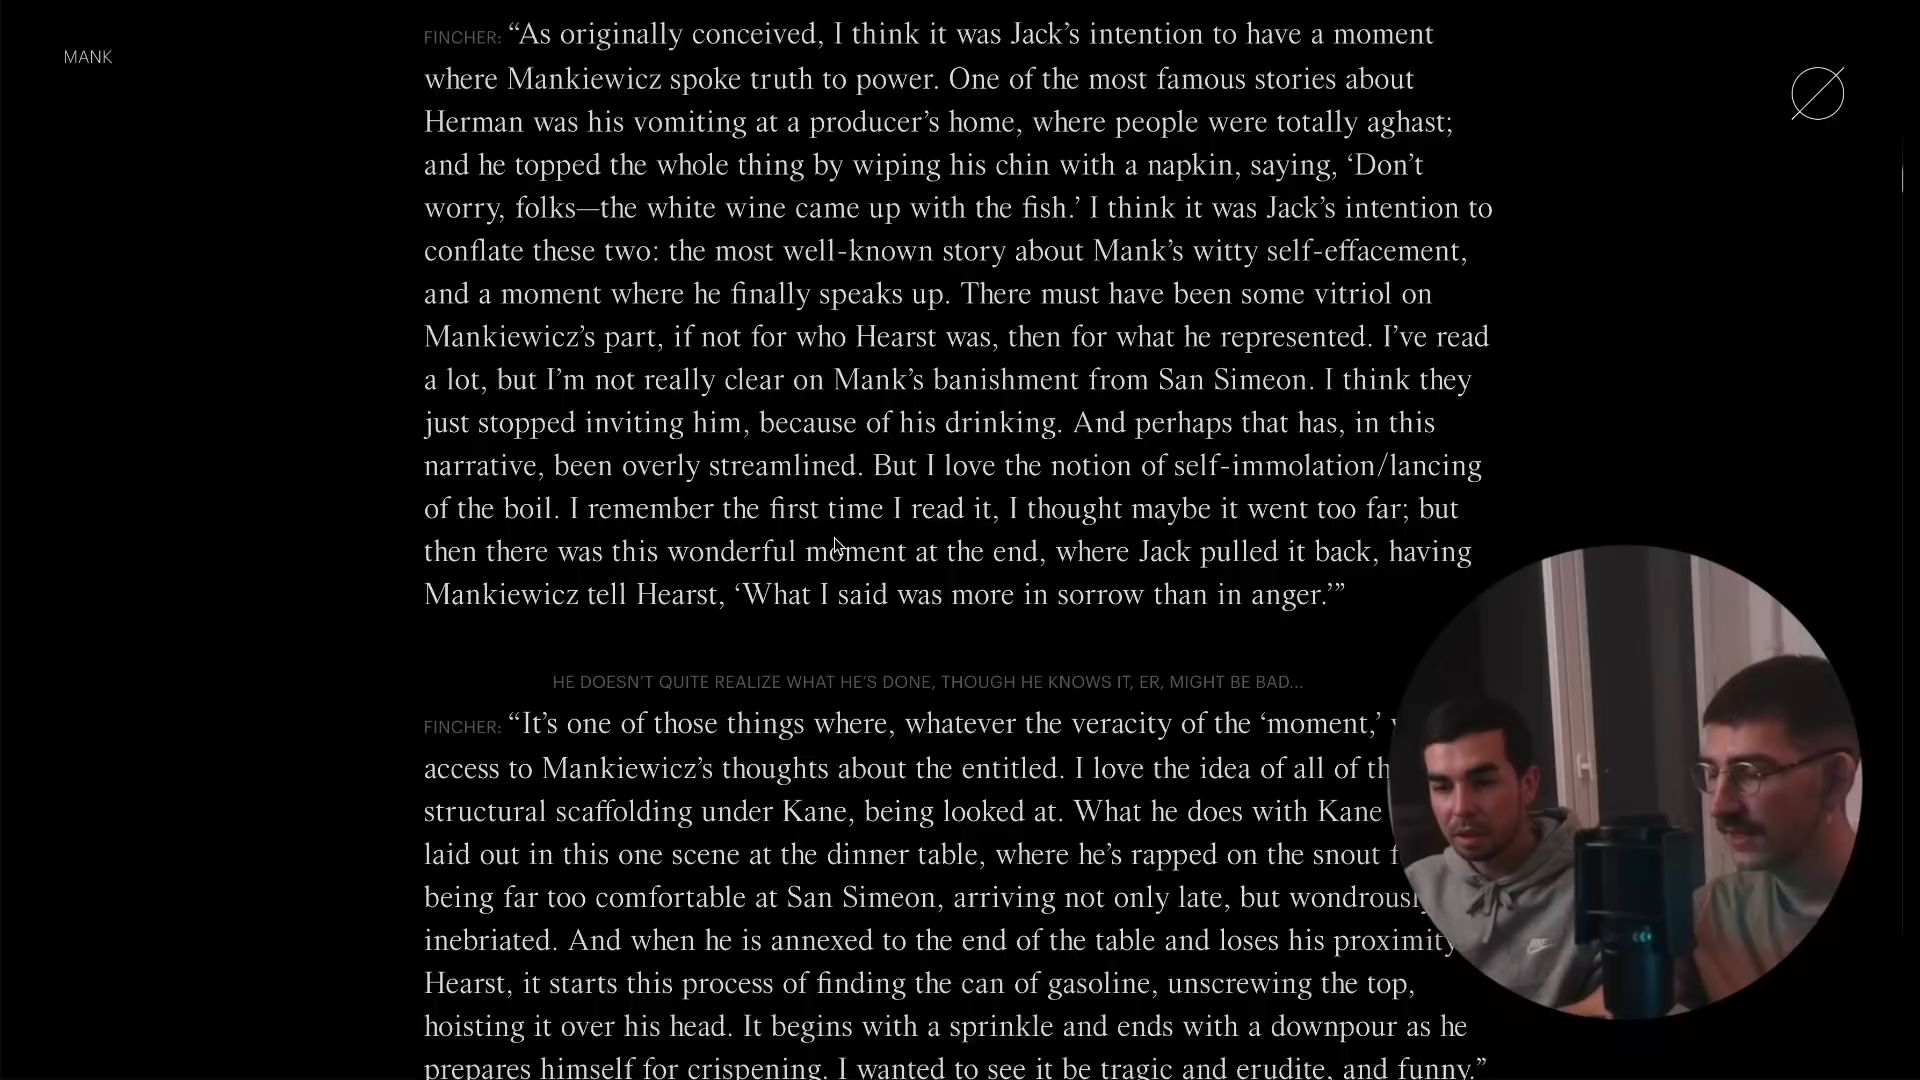 MANK
FINCHER: “As originally conceived, I think it was Jack’s intention to have a moment
where Mankiewicz spoke truth to power. One of the most famous stories about
Herman was his vomiting at a producer’s home, where people were totally aghast;
and he topped the whole thing by wiping his chin with a napkin, saying, ‘Don’t
worry, folks—the white wine came up with the fish.’ I think it was Jack’s intention to
conflate these two: the most well-known story about Mank’s witty self-effacement,
and a moment where he finally speaks up. There must have been some vitriol on
Mankiewicz’s part, if not for who Hearst was, then for what he represented. I’ve read
a lot, but I’m not really clear on Mank’s banishment from San Simeon. I think they
just stopped inviting him, because of his drinking. And perhaps that has, in this
narrative, been overly streamlined. But I love the notion of self-immolation/lancing
of the boil. I remember the first time I read it, I thought maybe it went too far; but
then there was this wonderful moment at the end, where Jack pulled it back, having
Mankiewicz tell Hearst, ‘What I said was more in sorrow than in anger.’”
HE DOESN’T QUITE REALIZE WHAT HE’S DONE, THOUGH HE KNOWS IT, ER, MIGHT BE BAD...
FINCHER: “It’s one of those things where, whatever the veracity of the ‘moment,’
access to Mankiewicz’s thoughts about the entitled. I love the idea of all of
structural scaffolding under Kane, being looked at. What he does with Kane
laid out in this one scene at the dinner table, where he’s rapped on the snout
being far too comfortable at San Simeon, arriving not only late, but wondrously
inebriated. And when he is annexed to the end of the table and loses his proximity
Hearst, it starts this process of finding the can of gasoline, unscrewing the top,
hoisting it over his head. It begins with a sprinkle and ends with a downpour as he
prepares himself for crispening. I wanted to see it be tragic and erudite, and funny.”